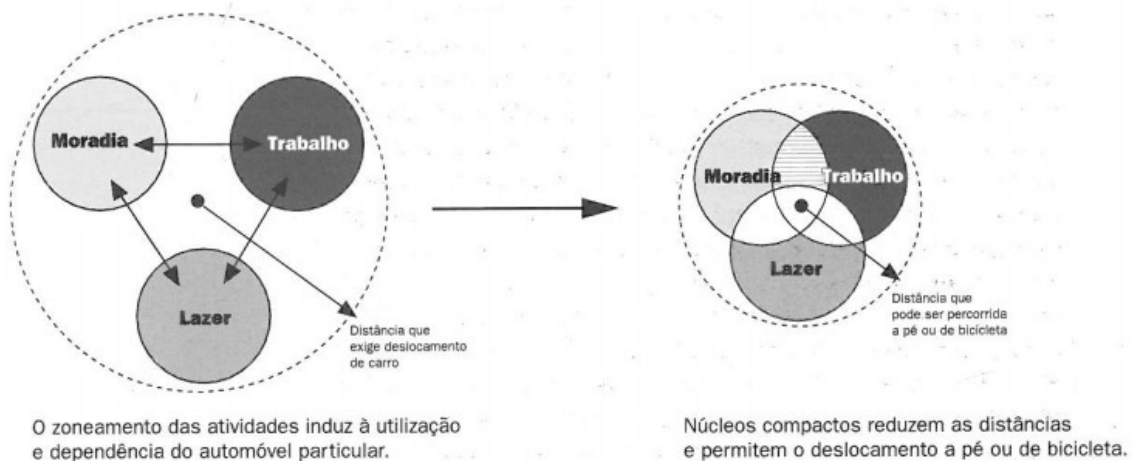 Moradia
Trabalho
Lazer
Distância que
exige deslocamento
de carro
O zoneamento das atividades induz à utilização
e dependência do automóvel particular.
Moradia
Trabalho
Lazer
Distância que
pode ser percorrida
a pé ou de bicicleta
Núcleos compactos reduzem as distâncias
e permitem o deslocamento a pé ou de bicicleta.